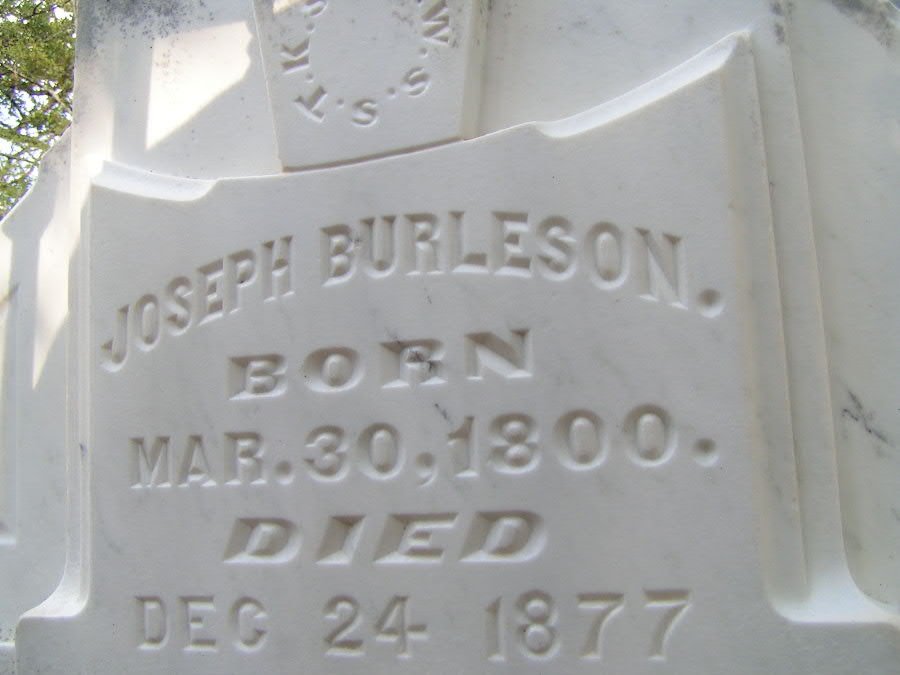 T.K.S.
W.S.S.
JOSEPH BURLESON.
BORN
MAR. 30, 1800.
DIED
DEC 24 1877